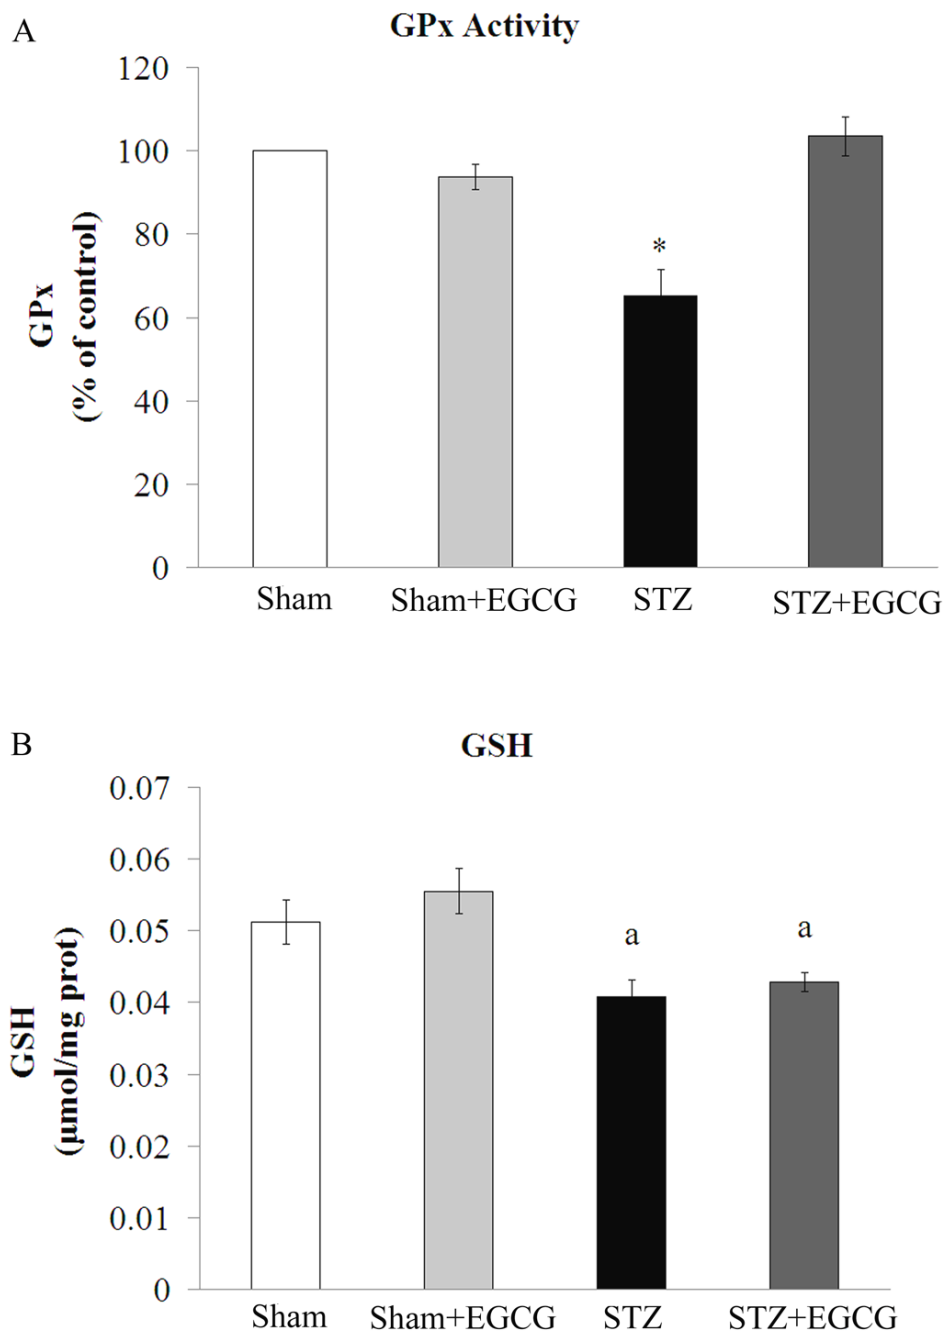 A
GPx Activity
120
100
80
60
40
20
0
GPx
(% of control)
*
Sham
Sham+EGCG
STZ
STZ+EGCG
B
GSH
0.07
0.06
0.05
0.04
0.03
0.02
0.01
0
GSH
(μmol/mg prot)
a
a
Sham
Sham+EGCG
STZ
STZ+EGCG